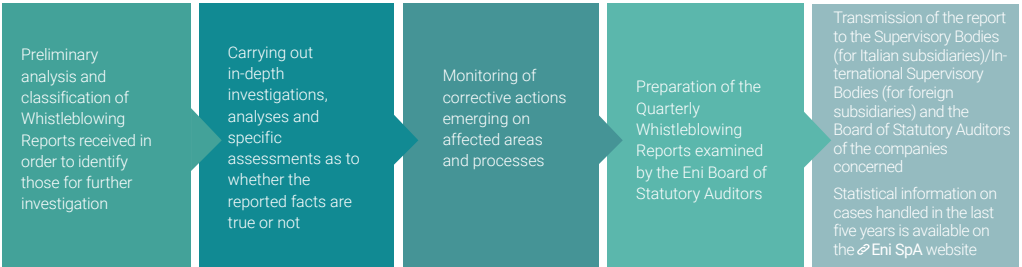 Preliminary
analysis and
classification of
Whistleblowing
Reports received in
order to identify
those for further
investigation
Carrying out
in-depth
investigations,
analyses and
specific
assessments as to
whether the
reported facts are
true or not
Monitoring of
corrective actions
emerging on
affected areas
and processes
Preparation of the
Quarterly
Whistleblowing
Reports examined
by the Eni Board of
Statutory Auditors
Transmission of the report
to the Supervisory Bodies
(for Italian subsidiaries)/In-
ternational Supervisory
Bodies (for foreign
subsidiaries) and the
Board of Statutory Auditors
of the companies
concerned
Statistical information on
cases handled in the last
five years is available on
the Eni SpA website